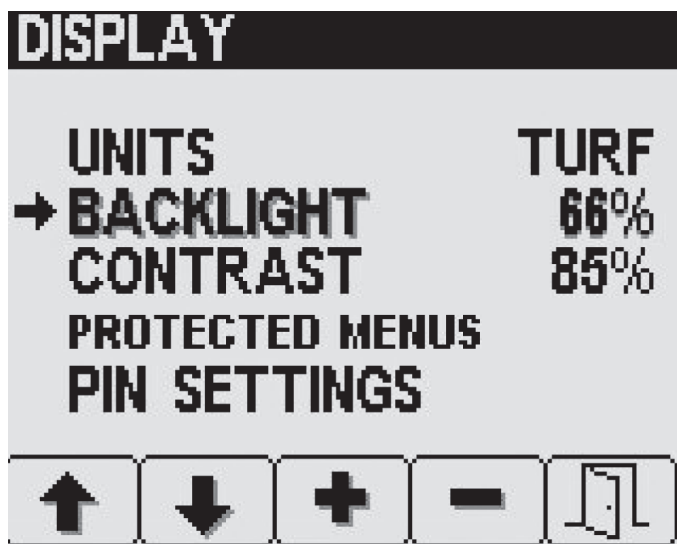 DISPLAY
UNITS TURF
BACKLIGHT 66%
CONTRAST 85%
PROTECTED MENUS
PIN SETTINGS